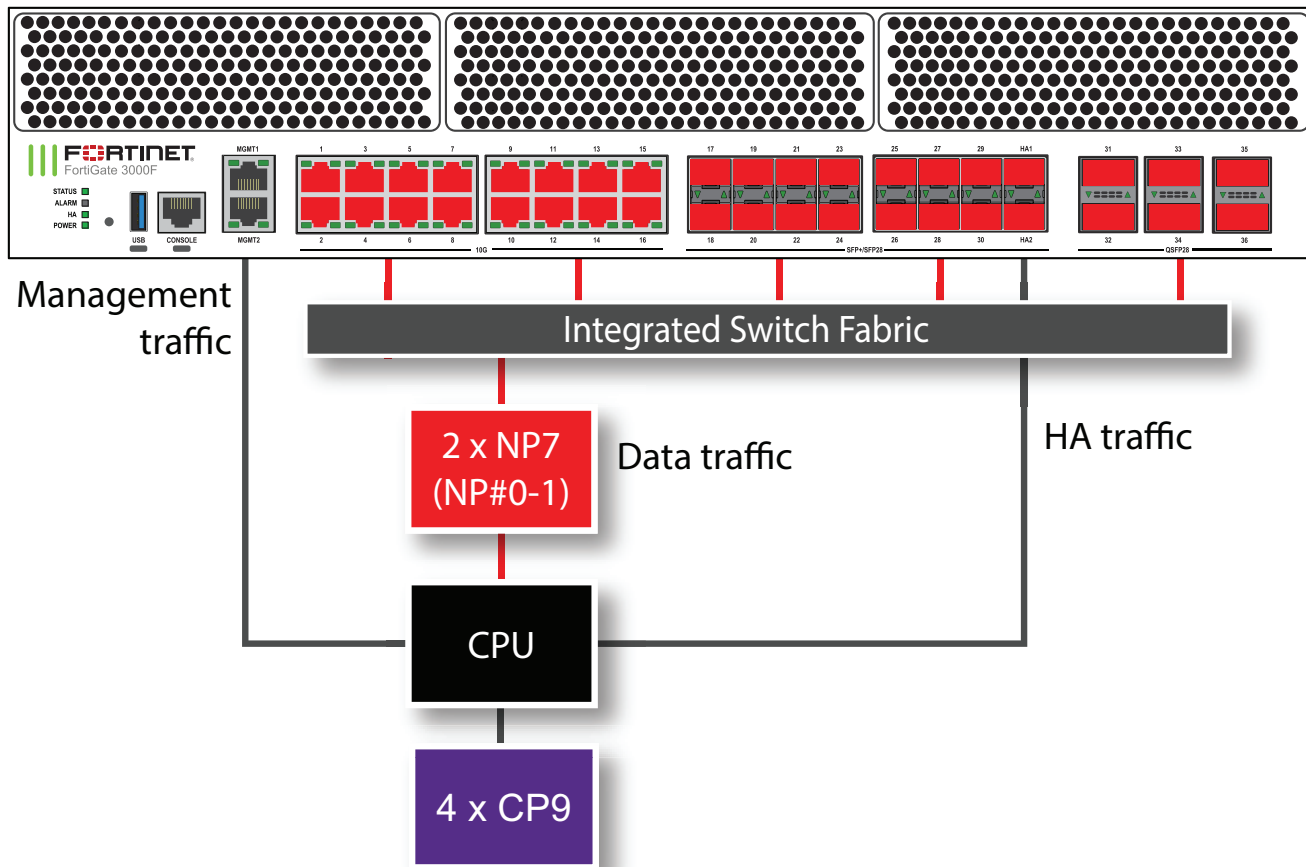 FORTINET
FortiGate 3000F
STATUS
ALARM
HA
POWER
USB
CONSOLE
MGMT1
MGMT2
1 3 5 7
2 4 6 8
9 11 13 15
10 12 14 16
10G
17 19 21 23
18 20 22 24
25 27 29 HA1
26 28 30 HA2
SFP+/SFP28
31 33 35
32 34 36
QSFP28
Management
traffic
Integrated Switch Fabric
2 x NP7
(NP#0-1)
Data traffic
HA traffic
CPU
4 x CP9